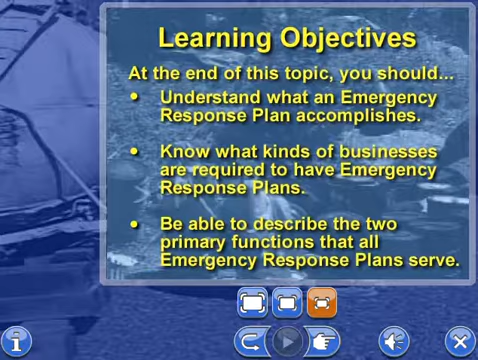 Learning Objectives
At the end of this topic, you should...
• Understand what an Emergency
Response Plan accomplishes.
• Know what kinds of businesses
are required to have Emergency
Response Plans.
• Be able to describe the two
primary functions that all
Emergency Response Plans serve.